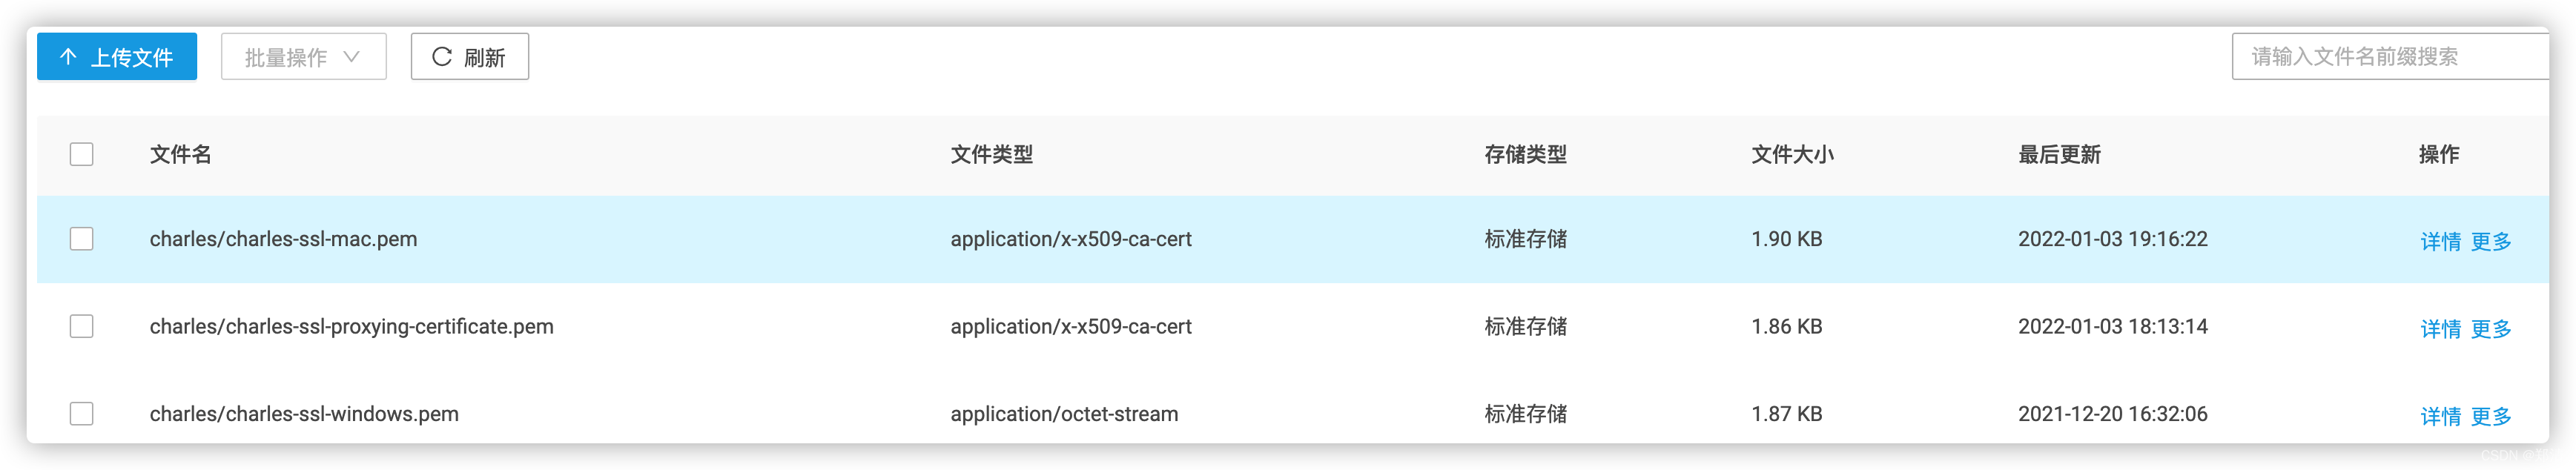 上传文件 批量操作 刷新 请输入文件名前缀搜索
文件名 文件类型 存储类型 文件大小 最后更新 操作
charles/charles-ssl-mac.pem application/x-x509-ca-cert 标准存储 1.90 KB 2022-01-03 19:16:22 详情 更多
charles/charles-ssl-proxying-certificate.pem application/x-x509-ca-cert 标准存储 1.86 KB 2022-01-03 18:13:14 详情 更多
charles/charles-ssl-windows.pem application/octet-stream 标准存储 1.87 KB 2021-12-20 16:32:06 详情 更多